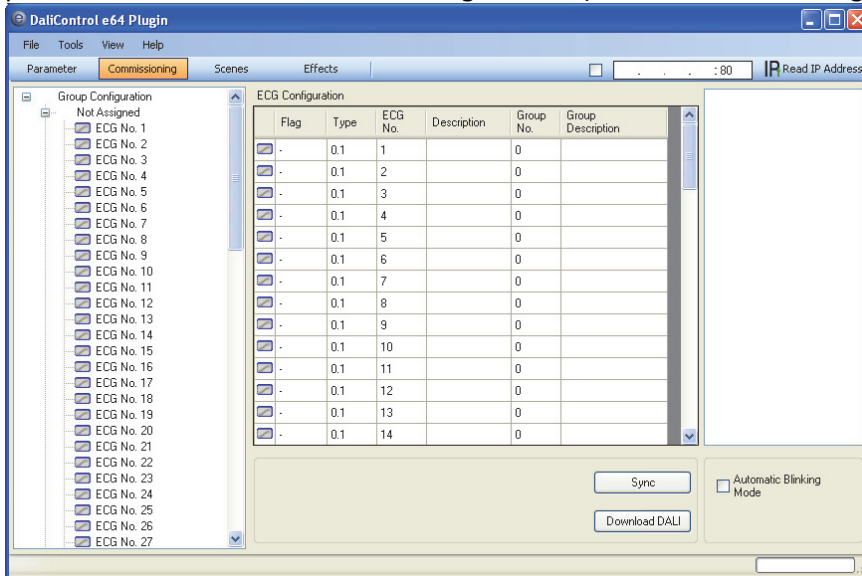 DaliControl e64 Plugin
File Tools View Help
Parameter Commissioning Scenes Effects . . . :80 IR Read IP Address
Group Configuration
Not Assigned
ECG No. 1
ECG No. 2
ECG No. 3
ECG No. 4
ECG No. 5
ECG No. 6
ECG No. 7
ECG No. 8
ECG No. 9
ECG No. 10
ECG No. 11
ECG No. 12
ECG No. 13
ECG No. 14
ECG No. 15
ECG No. 16
ECG No. 17
ECG No. 18
ECG No. 19
ECG No. 20
ECG No. 21
ECG No. 22
ECG No. 23
ECG No. 24
ECG No. 25
ECG No. 26
ECG No. 27
ECG Configuration
Flag Type ECG No. Description Group No. Group Description
- 0.1 1 0
- 0.1 2 0
- 0.1 3 0
- 0.1 4 0
- 0.1 5 0
- 0.1 6 0
- 0.1 7 0
- 0.1 8 0
- 0.1 9 0
- 0.1 10 0
- 0.1 11 0
- 0.1 12 0
- 0.1 13 0
- 0.1 14 0
Sync
Download DALI
Automatic Blinking
Mode